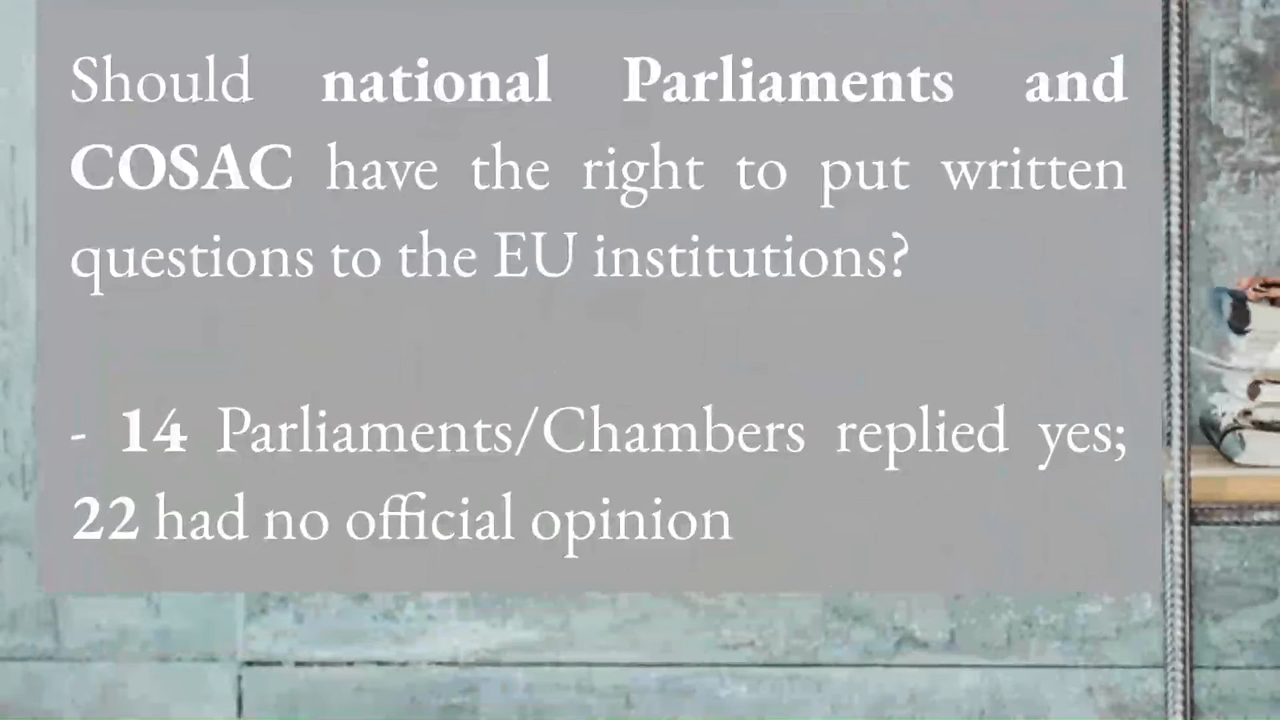 Should national Parliaments and
COSAC have the right to put written
questions to the EU institutions?
- 14 Parliaments/Chambers replied yes;
22 had no official opinion